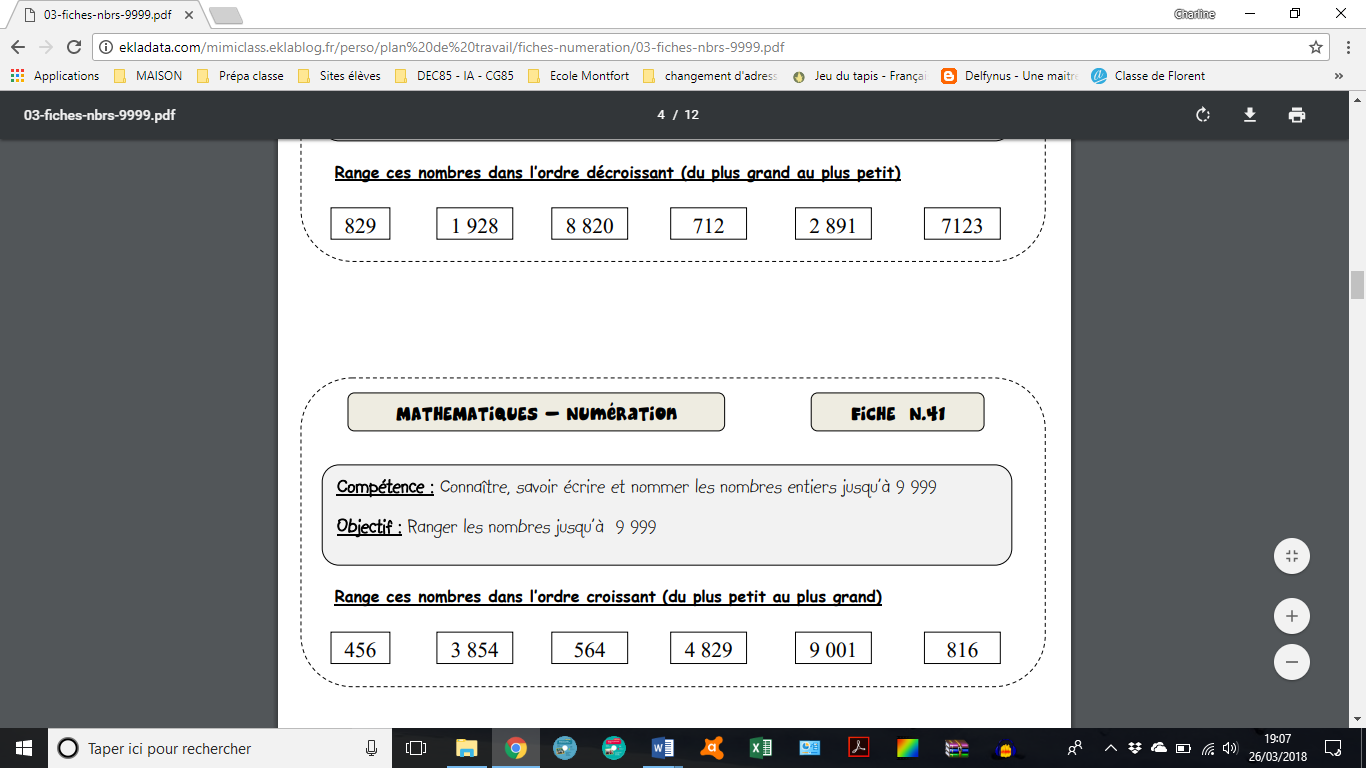 03-fiches-nbrs-9999.pdf
Charline
ekladata.com/mimiclass.eklablog.fr/perso/plan%20de%20travail/fiches-numeration/03-fiches-nbrs-9999.pdf
Applications MAISON Prépa classe Sites élèves DEC85 - IA - CG85 Ecole Montfort changement d'adress Jeu du tapis - Françai Delfynus - Une maitr Classe de Florent »
03-fiches-nbrs-9999.pdf 4 / 12
Range ces nombres dans l'ordre décroissant (du plus grand au plus petit)
829 1 928 8 820 712 2 891 7123
MATHEMATIQUES – NUMÉRATION FICHE N.41
Compétence : Connaître, savoir écrire et nommer les nombres entiers jusqu'à 9 999
Objectif : Ranger les nombres jusqu'à 9 999
Range ces nombres dans l'ordre croissant (du plus petit au plus grand)
456 3 854 564 4 829 9 001 816
Taper ici pour rechercher
19:07
26/03/2018